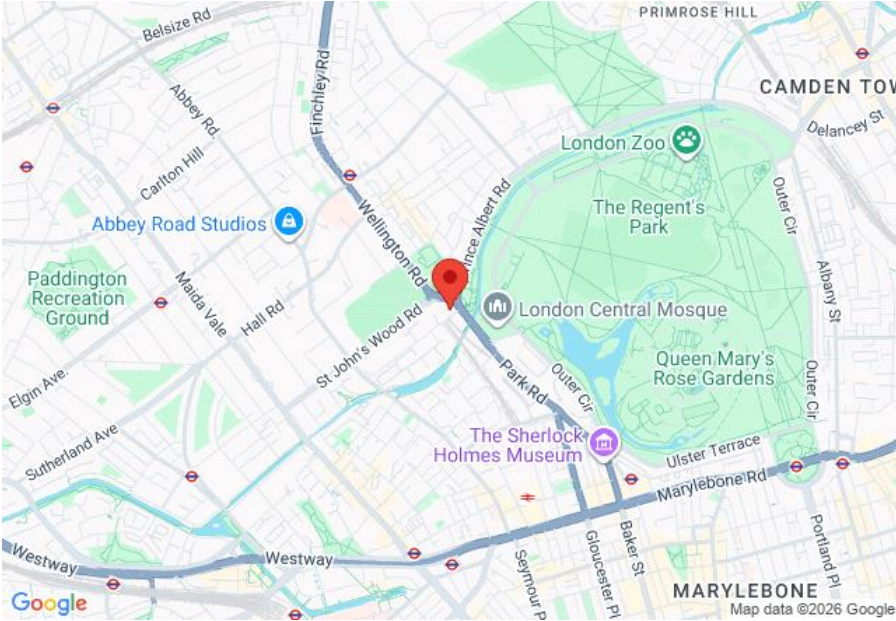 PRIMROSE HILL
Belsize Rd
Finchley Rd
CAMDEN TOW
Abbey Rd
Delancey St
London Zoo
Carlton Hill
Prince Albert Rd
Outer Cir
The Regent's
Park
Abbey Road Studios
Wellington Rd
Paddington
Recreation
Ground
Maida Vale
Hall Rd
Albany St
London Central Mosque
St John's Wood Rd
Park Rd
Outer Cir
Queen Mary's
Rose Gardens
Outer Cir
Elgin Ave.
Sutherland Ave
The Sherlock
Holmes Museum
Ulster Terrace
Marylebone Rd
Westway
Westway
Seymour P
Gloucester Pl
Baker St
Portland Pl
MARYLEBONE
Google
Map data ©2026 Google